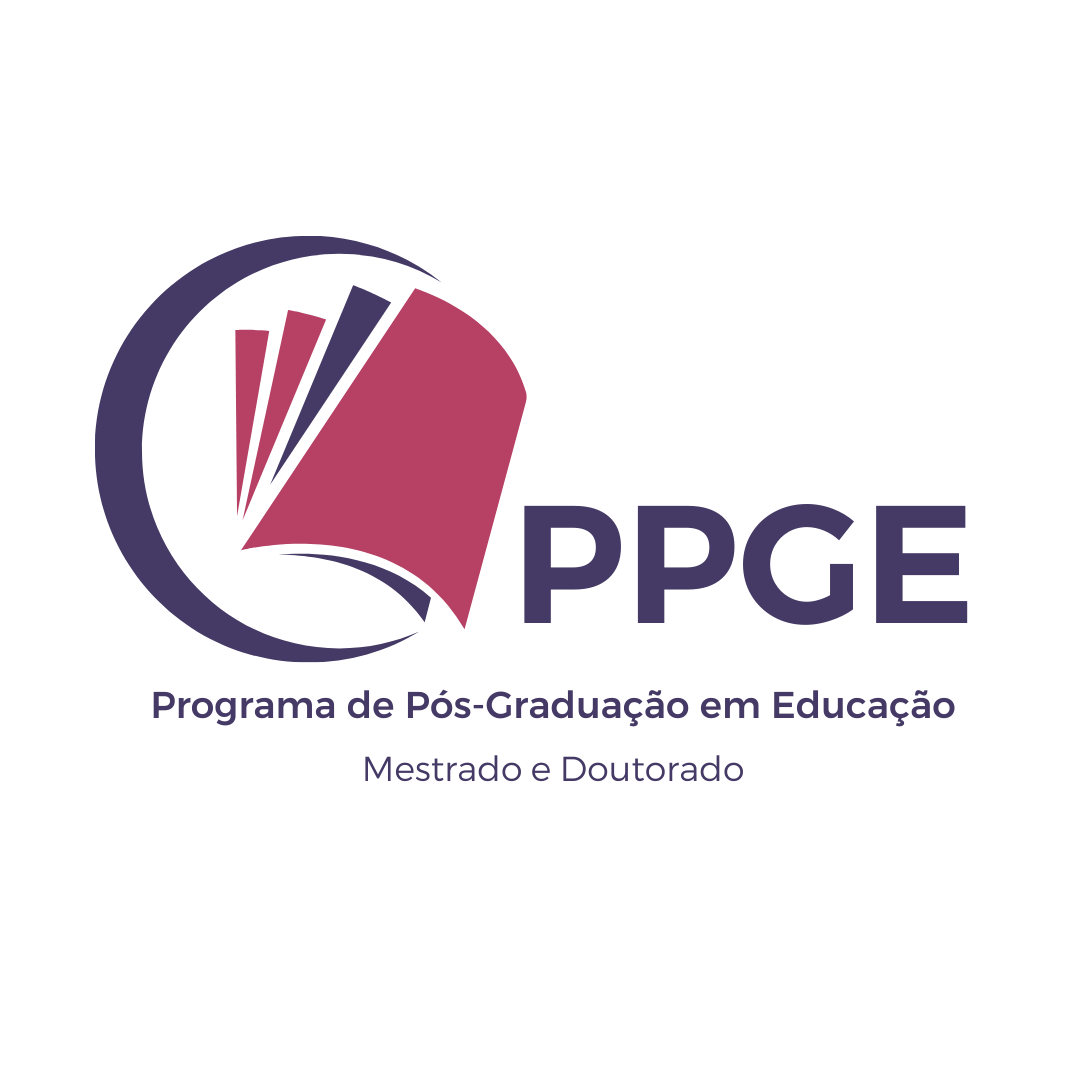 PPGE
Programa de Pós-Graduação em Educação
Mestrado e Doutorado